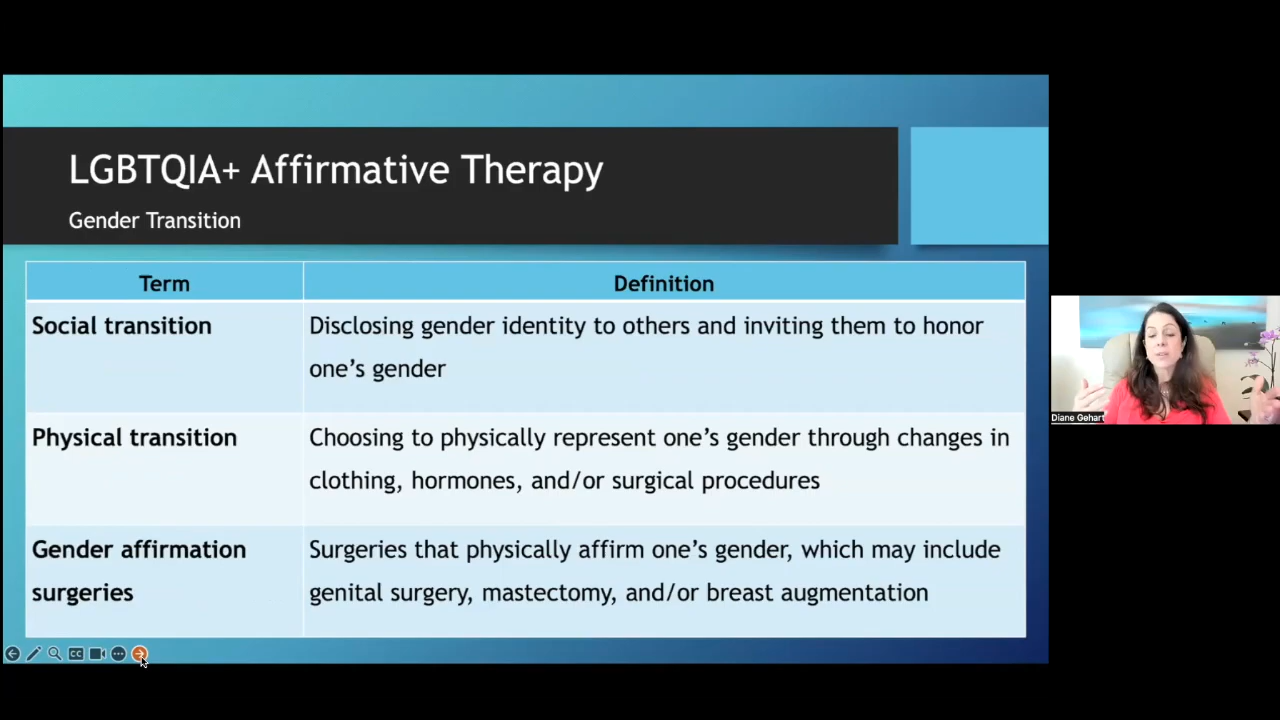 LGBTQIA+ Affirmative Therapy
Gender Transition
Term
Definition
Social transition
Disclosing gender identity to others and inviting them to honor
one's gender
Physical transition
Choosing to physically represent one's gender through changes in
clothing, hormones, and/or surgical procedures
Gender affirmation
surgeries
Surgeries that physically affirm one's gender, which may include
genital surgery, mastectomy, and/or breast augmentation
CC
Diane Gehart